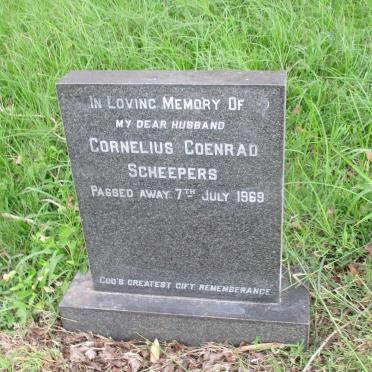 In Loving Memory Of
my dear husband
Cornelius Coenrad
Scheepers
Passed away 7th July 1969
God's greatest gift rememberance